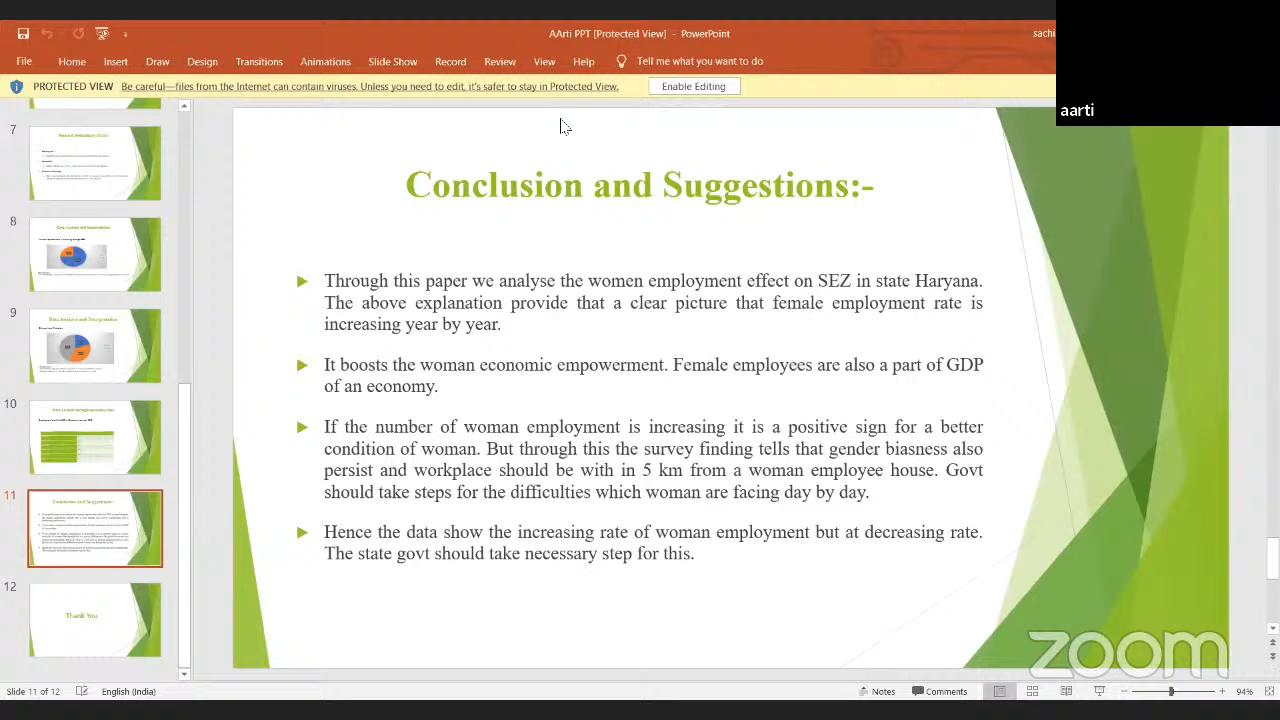 AArti PPT [Protected View] - PowerPoint
sachi
File Home Insert Draw Design Transitions Animations Slide Show Record Review View Help Tell me what you want to do
PROTECTED VIEW Be careful—files from the Internet can contain viruses. Unless you need to edit, it's safer to stay in Protected View. Enable Editing
aarti
7
8
9
Data Analysis and Interpretation
10
11
Conclusion and Suggestions:-
12
Thank You
Conclusion and Suggestions:-
Through this paper we analyse the women employment effect on SEZ in state Haryana.
The above explanation provide that a clear picture that female employment rate is
increasing year by year.
It boosts the woman economic empowerment. Female employees are also a part of GDP
of an economy.
If the number of woman employment is increasing it is a positive sign for a better
condition of woman. But through this the survey finding tells that gender biasness also
persist and workplace should be with in 5 km from a woman employee house. Govt
should take steps for the difficulties which woman are facing day by day.
Hence the data show the increasing rate of woman employment but at decreasing rate.
The state govt should take necessary step for this.
zoom
Slide 11 of 12 English (India) Notes Comments 94%